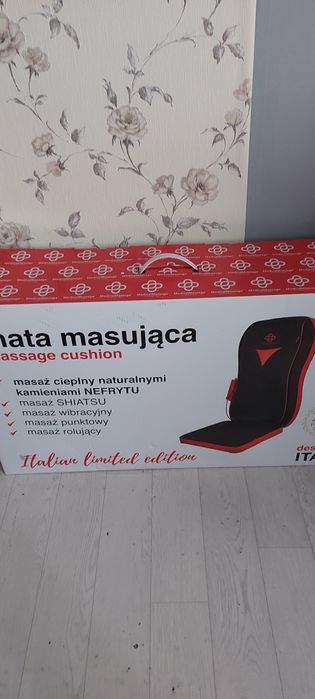 mata masująca
massage cushion
masaż cieplny naturalnymi
kamieniami NEFRYTU
masaż SHIATSU
masaż wibracyjny
masaż punktowy
masaż rolujący
Italian limited edition
des
ITA